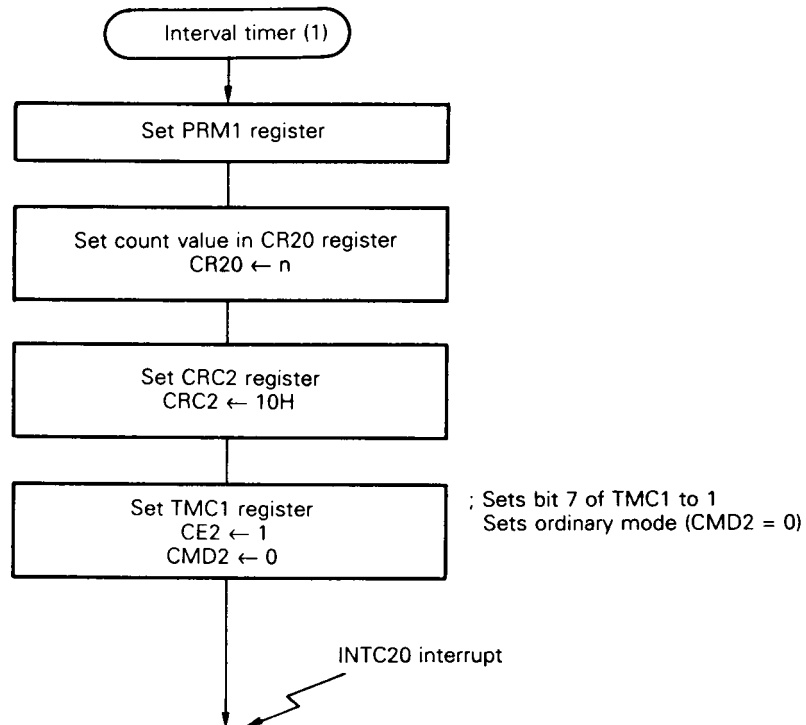 Interval timer (1)
Set PRM1 register
Set count value in CR20 register
CR20 ← n
Set CRC2 register
CRC2 ← 10H
Set TMC1 register
CE2 ← 1
CMD2 ← 0
; Sets bit 7 of TMC1 to 1
Sets ordinary mode (CMD2 = 0)
INTC20 interrupt